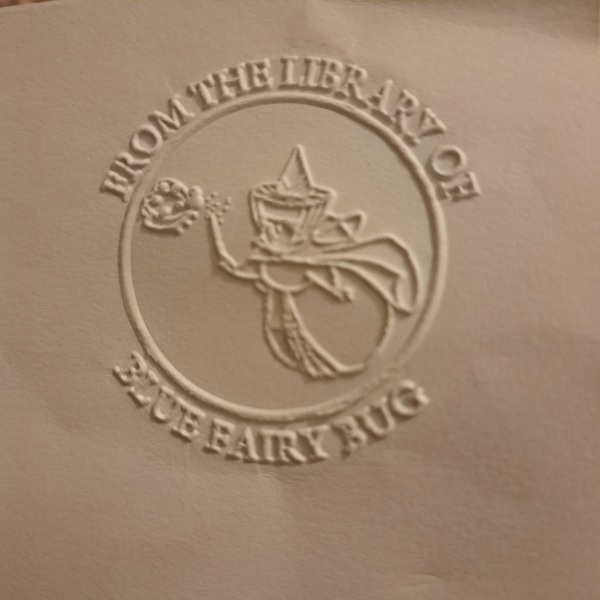 FROM THE LIBRARY OF
BLUE FAIRY BUG